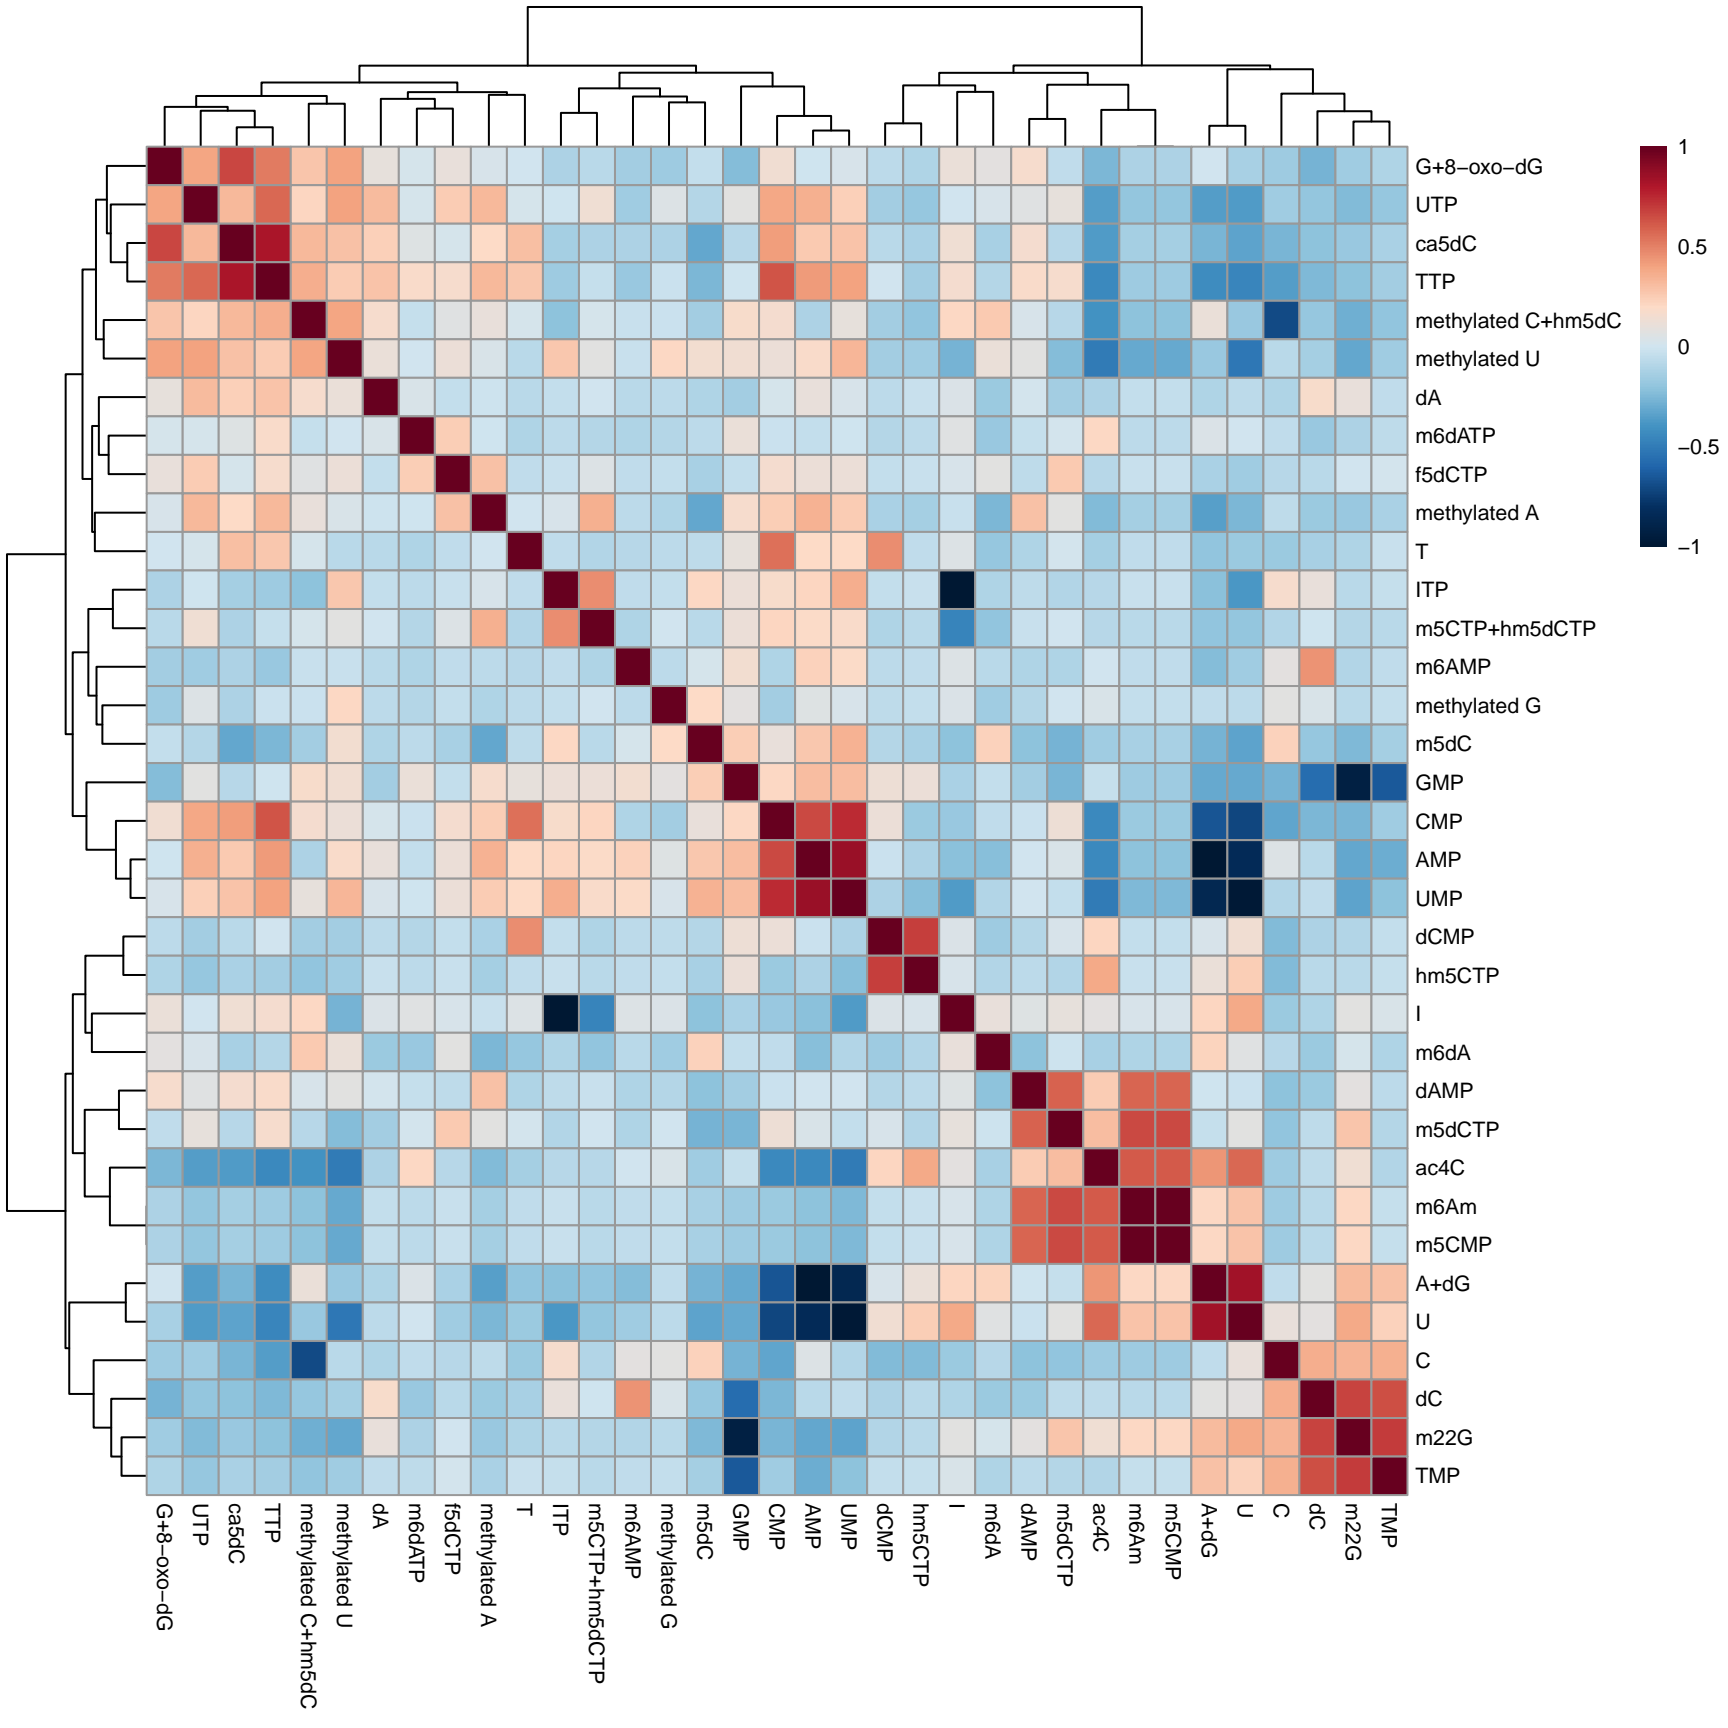 1
0.5
0
−0.5
−1
G+8−oxo−dG
UTP
ca5dC
TTP
methylated C+hm5dC
methylated U
dA
m6dATP
f5dCTP
methylated A
T
ITP
m5CTP+hm5dCTP
m6AMP
methylated G
m5dC
GMP
CMP
AMP
UMP
dCMP
hm5CTP
I
m6dA
dAMP
m5dCTP
ac4C
m6Am
m5CMP
A+dG
U
C
dC
m22G
TMP
G+8−oxo−dG
UTP
ca5dC
TTP
methylated C+hm5dC
methylated U
dA
m6dATP
f5dCTP
methylated A
T
ITP
m5CTP+hm5dCTP
m6AMP
methylated G
m5dC
GMP
CMP
AMP
UMP
dCMP
hm5CTP
I
m6dA
dAMP
m5dCTP
ac4C
m6Am
m5CMP
A+dG
U
C
dC
m22G
TMP